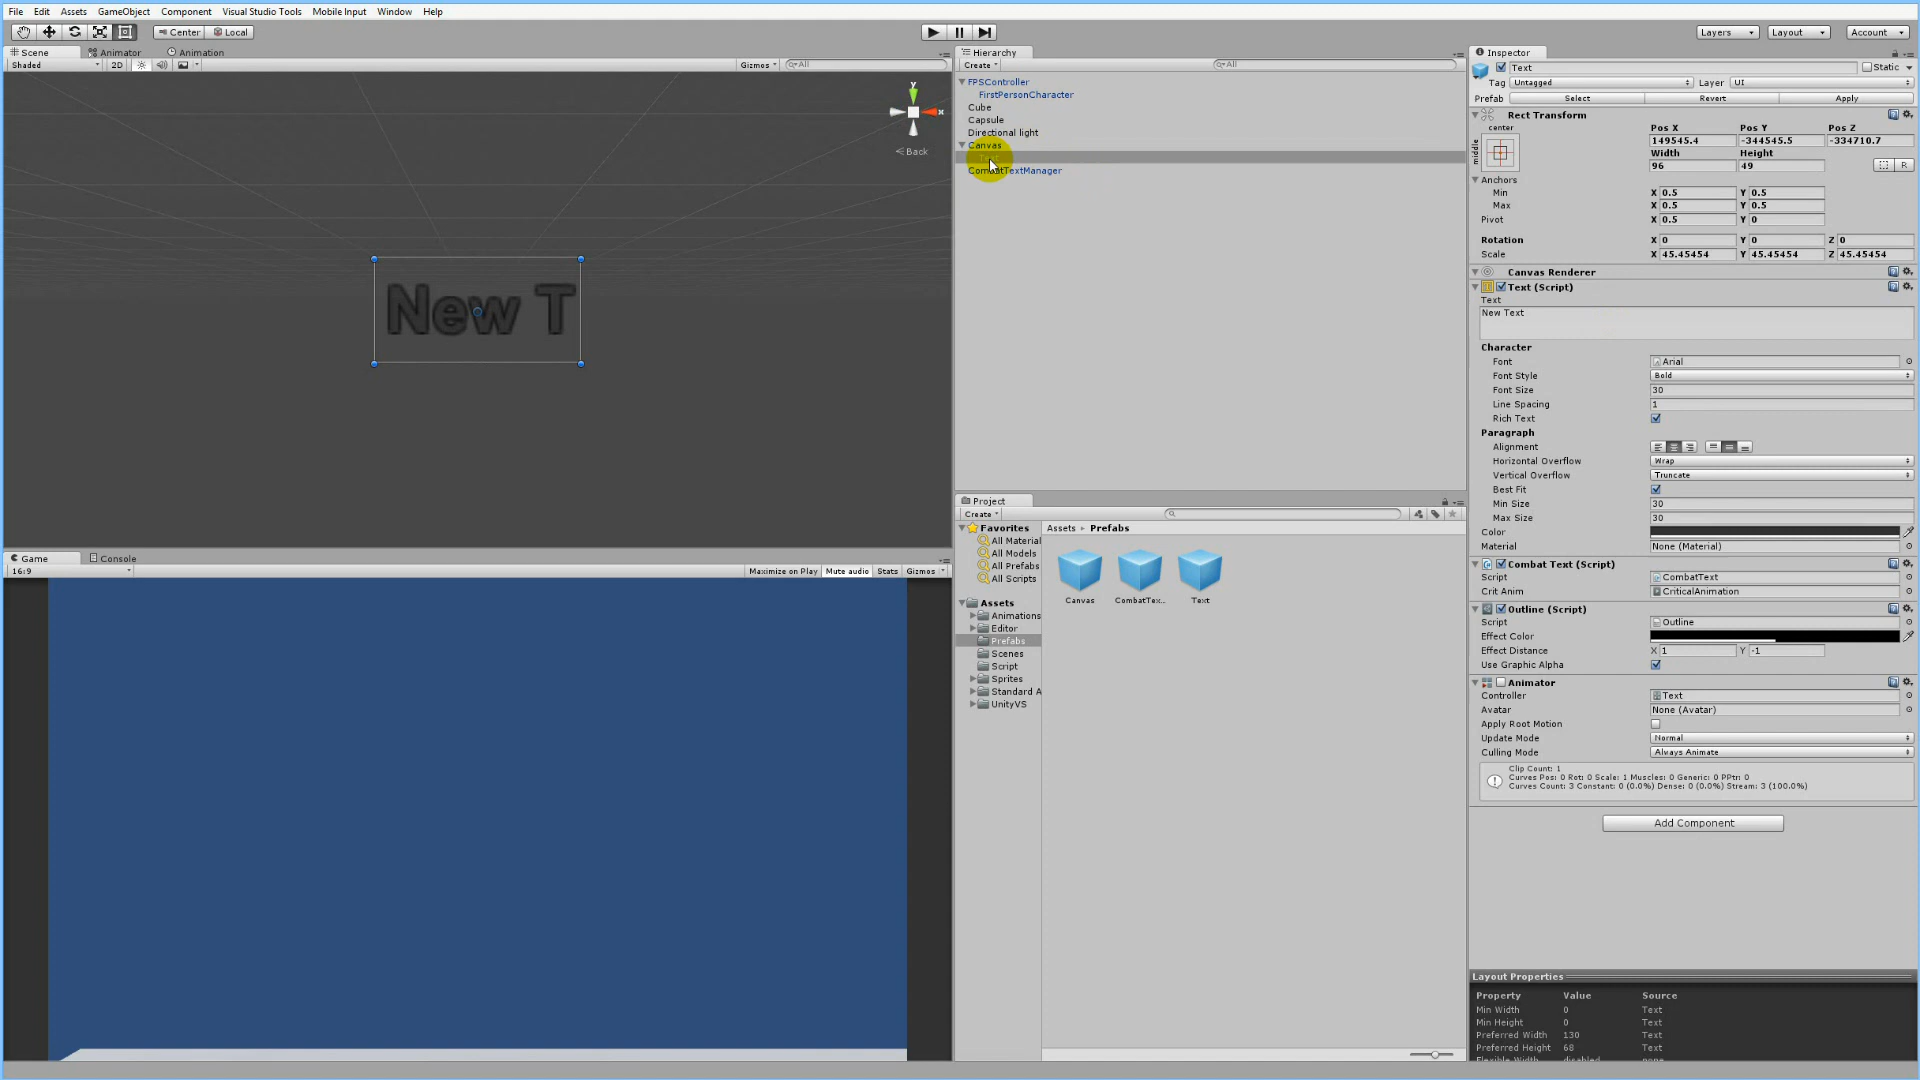 File Edit Assets GameObject Component Visual Studio Tools Mobile Input Window Help
Center Local
Layers Layout Account
Scene Animator Animation
Shaded 2D Gizmos All
y
x
Back
New T
Game Console
16:9 Maximize on Play Mute audio Stats Gizmos
Hierarchy
Create All
FPSController
FirstPersonCharacter
Cube
Capsule
Directional light
Canvas
CombatTextManager
Project
Create
Favorites
All Material
All Models
All Prefabs
All Scripts
Assets
Animations
Editor
Prefabs
Scenes
Script
Sprites
Standard A
UnityVS
Assets Prefabs
Canvas CombatTex... Text
Inspector
Text Static
Tag Untagged Layer UI
Prefab Select Revert Apply
Rect Transform
center
middle
Pos X Pos Y Pos Z
149545.4 -344545.5 -334710.7
Width Height
96 49 R
Anchors
Min X 0.5 Y 0.5
Max X 0.5 Y 0.5
Pivot X 0.5 Y 0
Rotation X 0 Y 0 Z 0
Scale X 45.45454 Y 45.45454 Z 45.45454
Canvas Renderer
Text (Script)
Text
New Text
Character
Font Arial
Font Style Bold
Font Size 30
Line Spacing 1
Rich Text
Paragraph
Alignment
Horizontal Overflow Wrap
Vertical Overflow Truncate
Best Fit
Min Size 30
Max Size 30
Color
Material None (Material)
Combat Text (Script)
Script CombatText
Crit Anim CriticalAnimation
Outline (Script)
Script Outline
Effect Color
Effect Distance X 1 Y -1
Use Graphic Alpha
Animator
Controller Text
Avatar None (Avatar)
Apply Root Motion
Update Mode Normal
Culling Mode Always Animate
Clip Count: 1
Curves Pos: 0 Rot: 0 Scale: 1 Muscles: 0 Generic: 0 PPtr: 0
Curves Count: 3 Constant: 0 (0.0%) Dense: 0 (0.0%) Stream: 3 (100.0%)
Add Component
Layout Properties
Property Value Source
Min Width 0 Text
Min Height 0 Text
Preferred Width 130 Text
Preferred Height 68 Text
Flexible Width disabled none